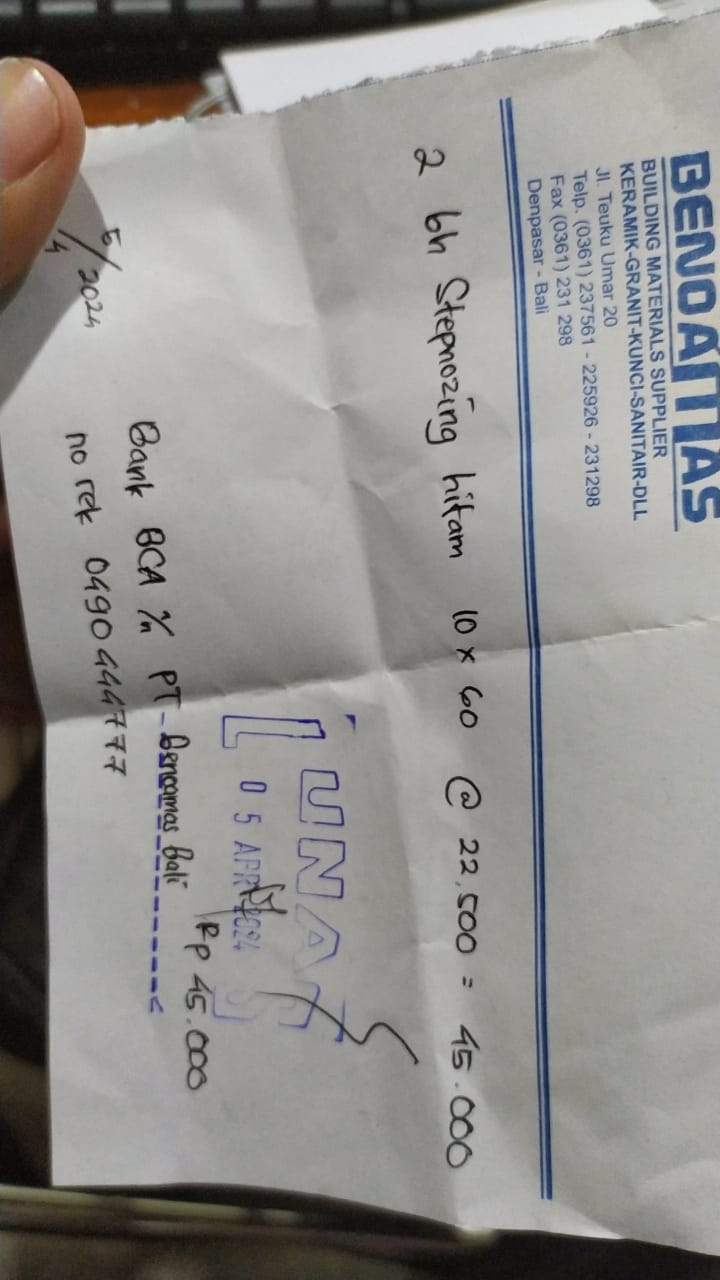 BENOAMAS
BUILDING MATERIALS SUPPLIER
KERAMIK-GRANIT-KUNCI-SANITAIR-DLL
Jl. Teuku Umar 20
Telp. (0361) 237561 - 225926 - 231298
Fax (0361) 231 298
Denpasar - Bali
2 bh Stepnozing hitam 10 x 60 @ 22.500 = 45.000
LUNAS
05 APR 2024
Rp 45.000
Bank BCA a/n PT Benoamas Bali
no rek 0490444777
5/4 2024